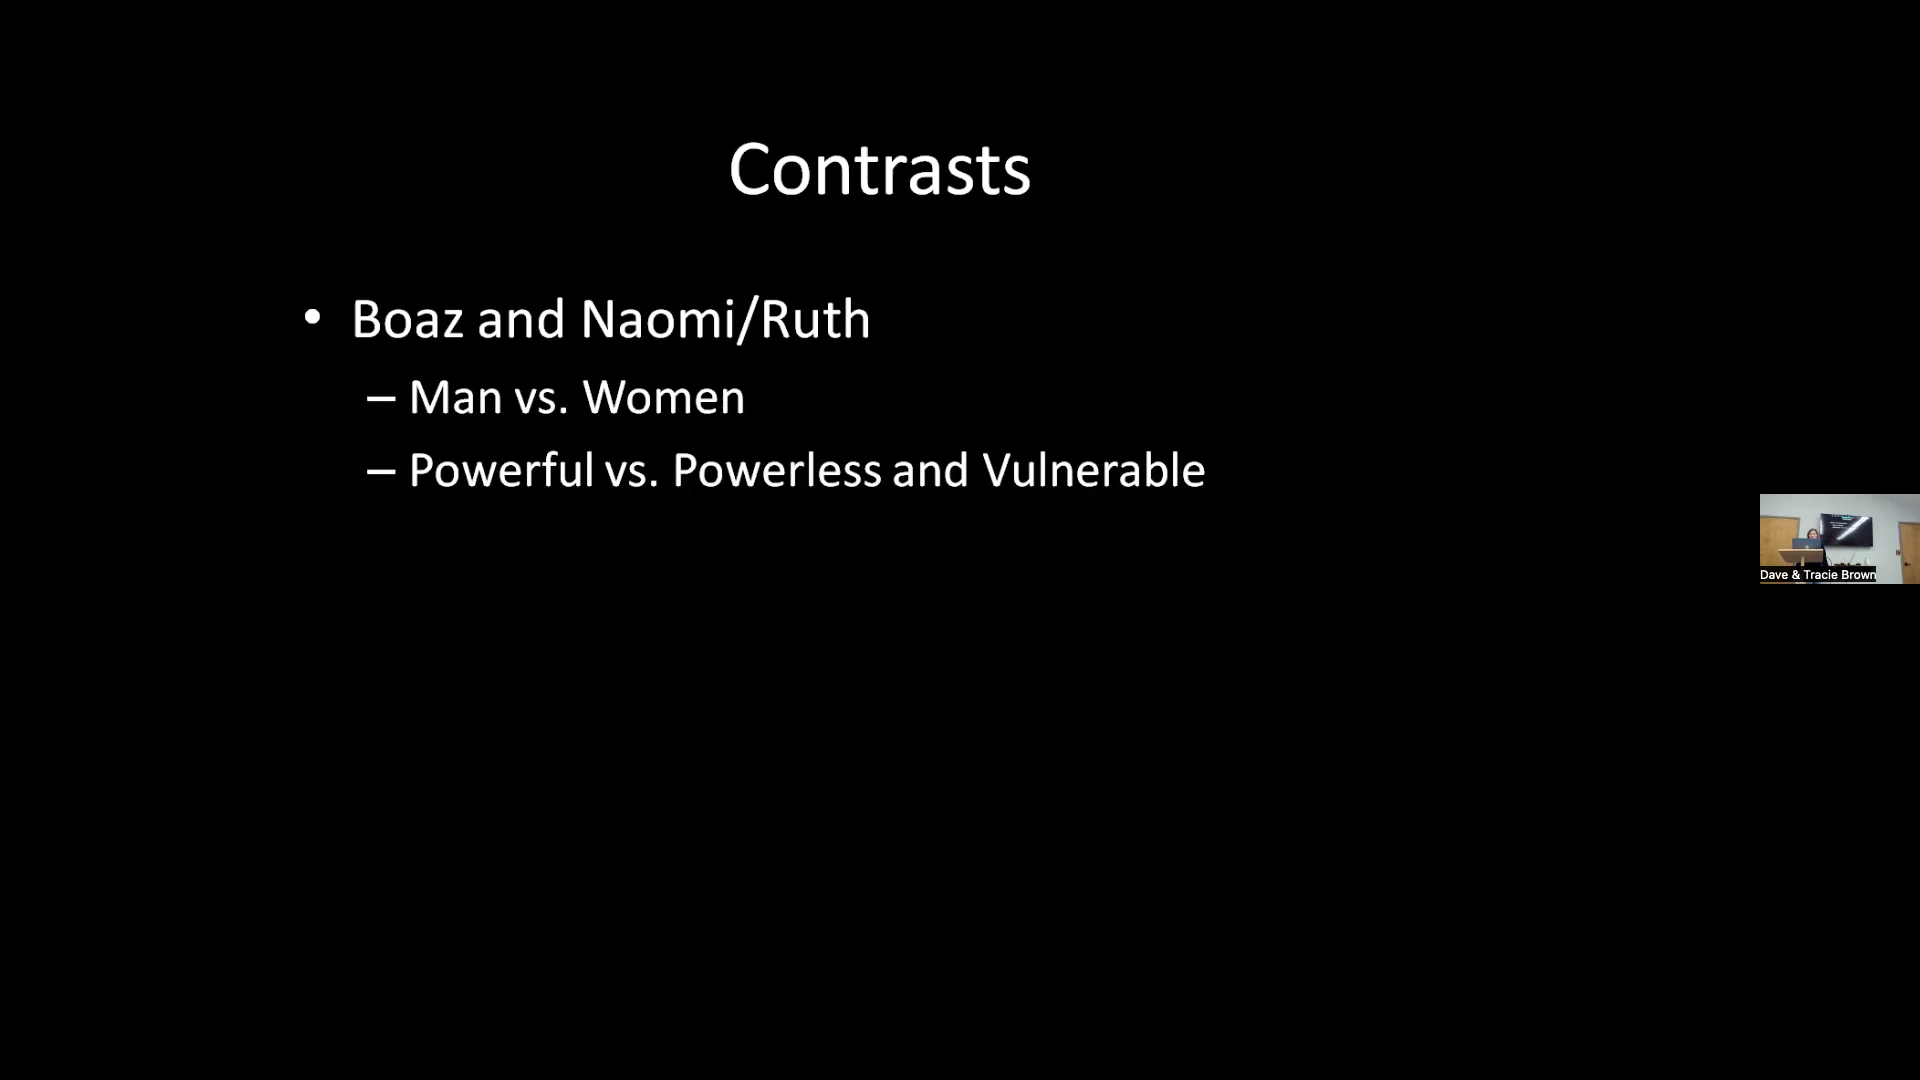 Contrasts
• Boaz and Naomi/Ruth
– Man vs. Women
– Powerful vs. Powerless and Vulnerable
Dave & Tracie Brown